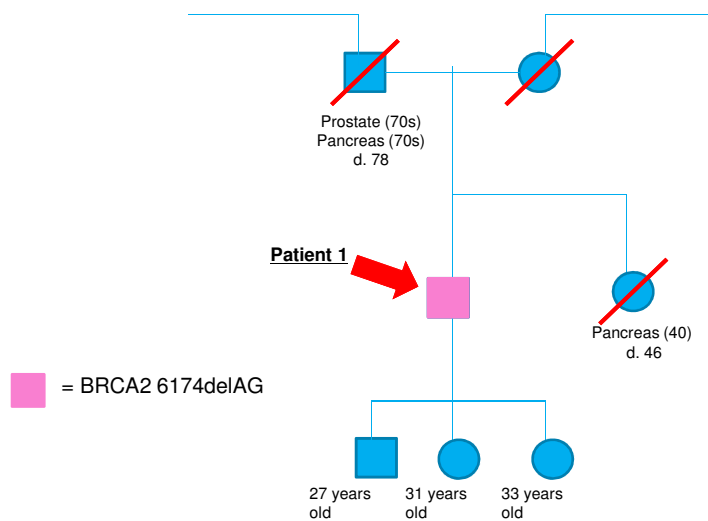 Prostate (70s)
Pancreas (70s)
d. 78
Patient 1
Pancreas (40)
d. 46
= BRCA2 6174delAG
27 years
old
31 years
old
33 years
old